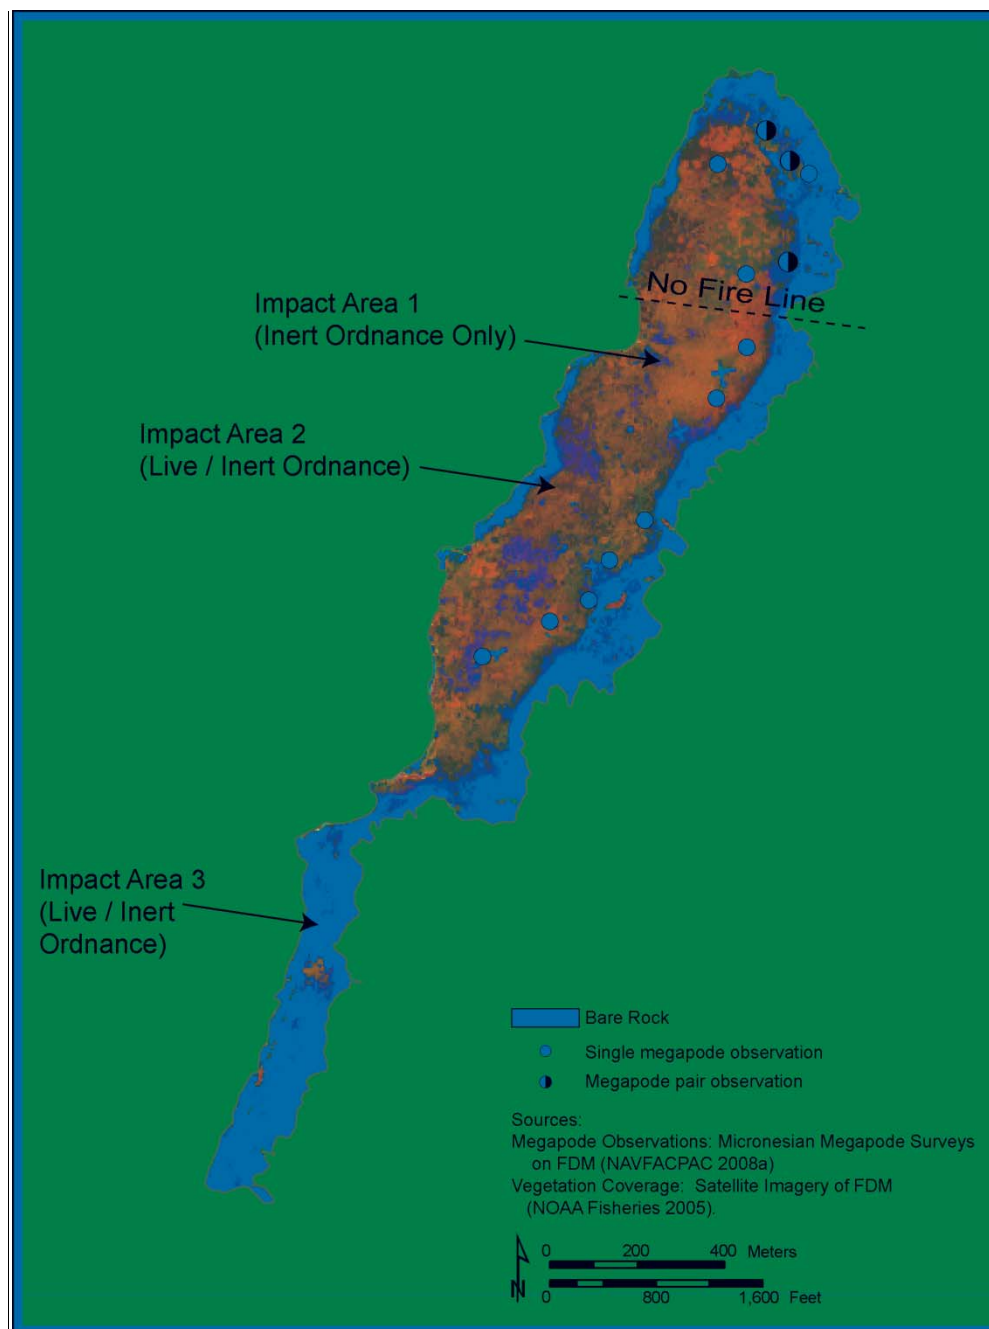 No Fire Line
Impact Area 1
(Inert Ordnance Only)
Impact Area 2
(Live / Inert Ordnance)
Impact Area 3
(Live / Inert
Ordnance)
Bare Rock
Single megapode observation
Megapode pair observation
Sources:
Megapode Observations: Micronesian Megapode Surveys
on FDM (NAVFACPAC 2008a)
Vegetation Coverage: Satellite Imagery of FDM
(NOAA Fisheries 2005).
N
0 200 400 Meters
0 800 1,600 Feet